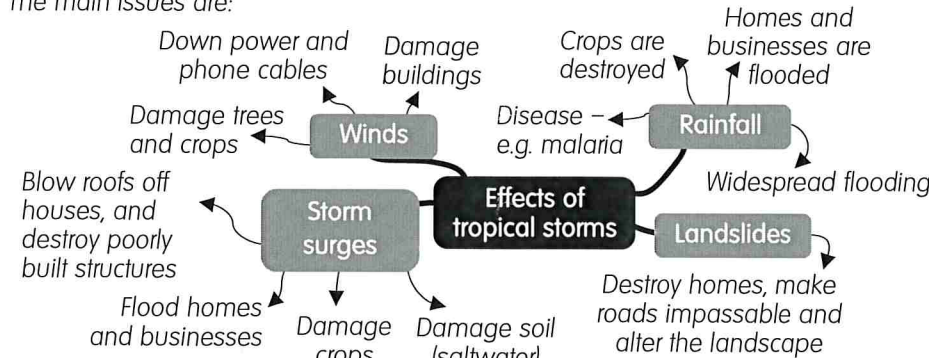 The main issues are:
Down power and
phone cables
Damage
buildings
Damage trees
and crops
Winds
Crops are
destroyed
Homes and
businesses are
flooded
Disease –
e.g. malaria
Rainfall
Widespread flooding
Effects of
tropical storms
Blow roofs off
houses, and
destroy poorly
built structures
Storm
surges
Flood homes
and businesses
Damage
crops
Damage soil
(saltwater)
Landslides
Destroy homes, make
roads impassable and
alter the landscape